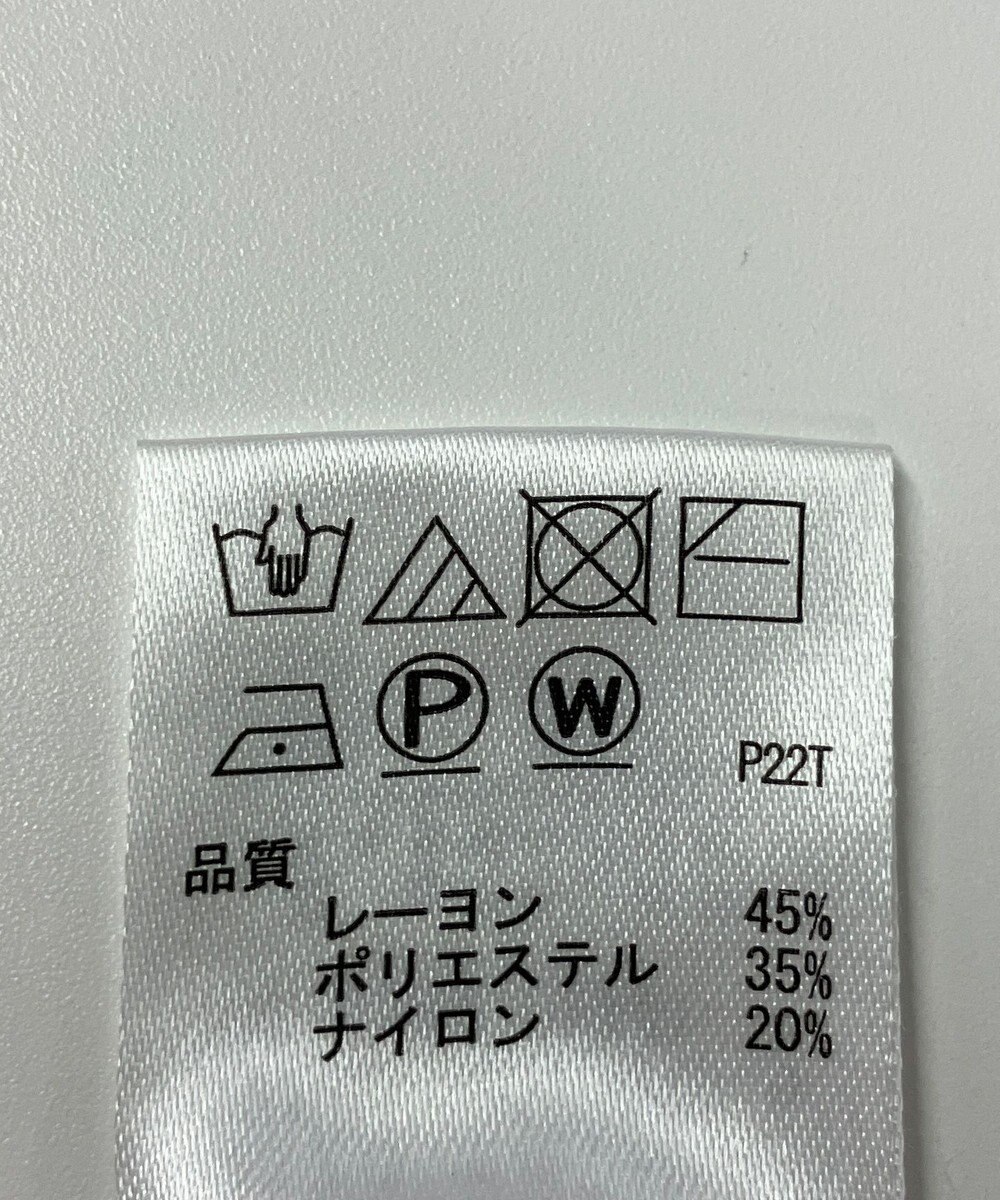 P W P22T
品質
レーヨン 45%
ポリエステル 35%
ナイロン 20%